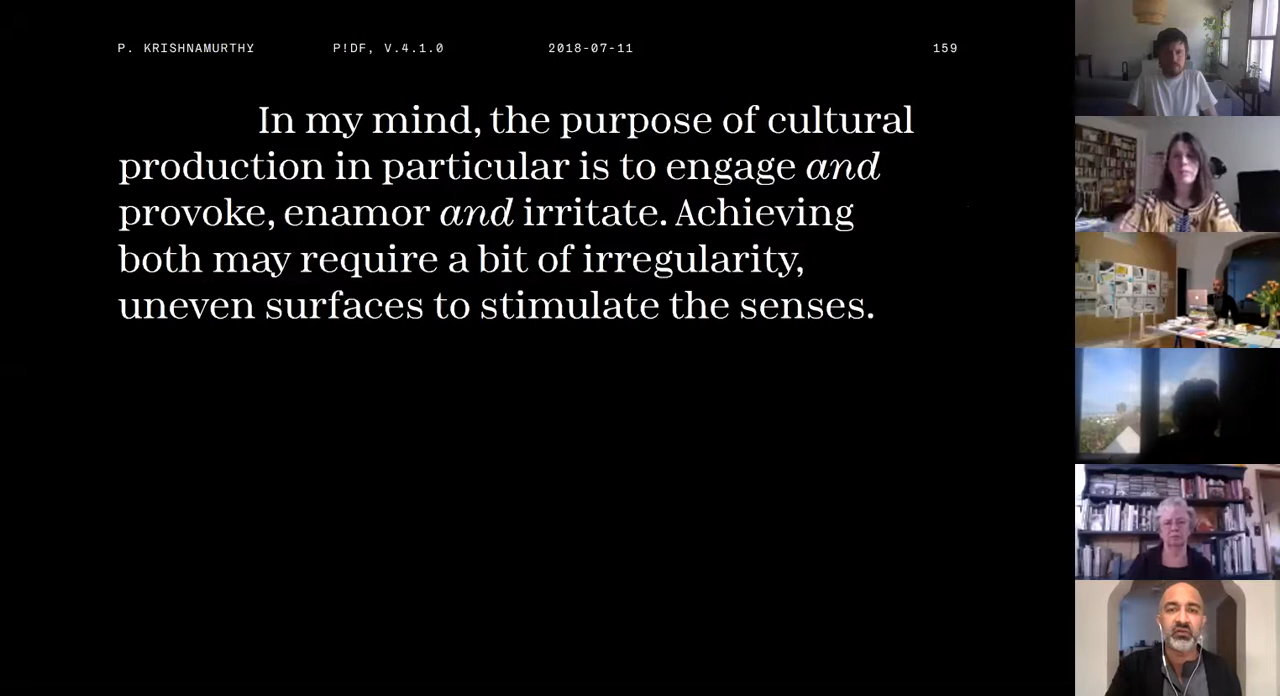 P. KRISHNAMURTHY P!DF, V.4.1.0 2018-07-11 159
In my mind, the purpose of cultural
production in particular is to engage and
provoke, enamor and irritate. Achieving
both may require a bit of irregularity,
uneven surfaces to stimulate the senses.